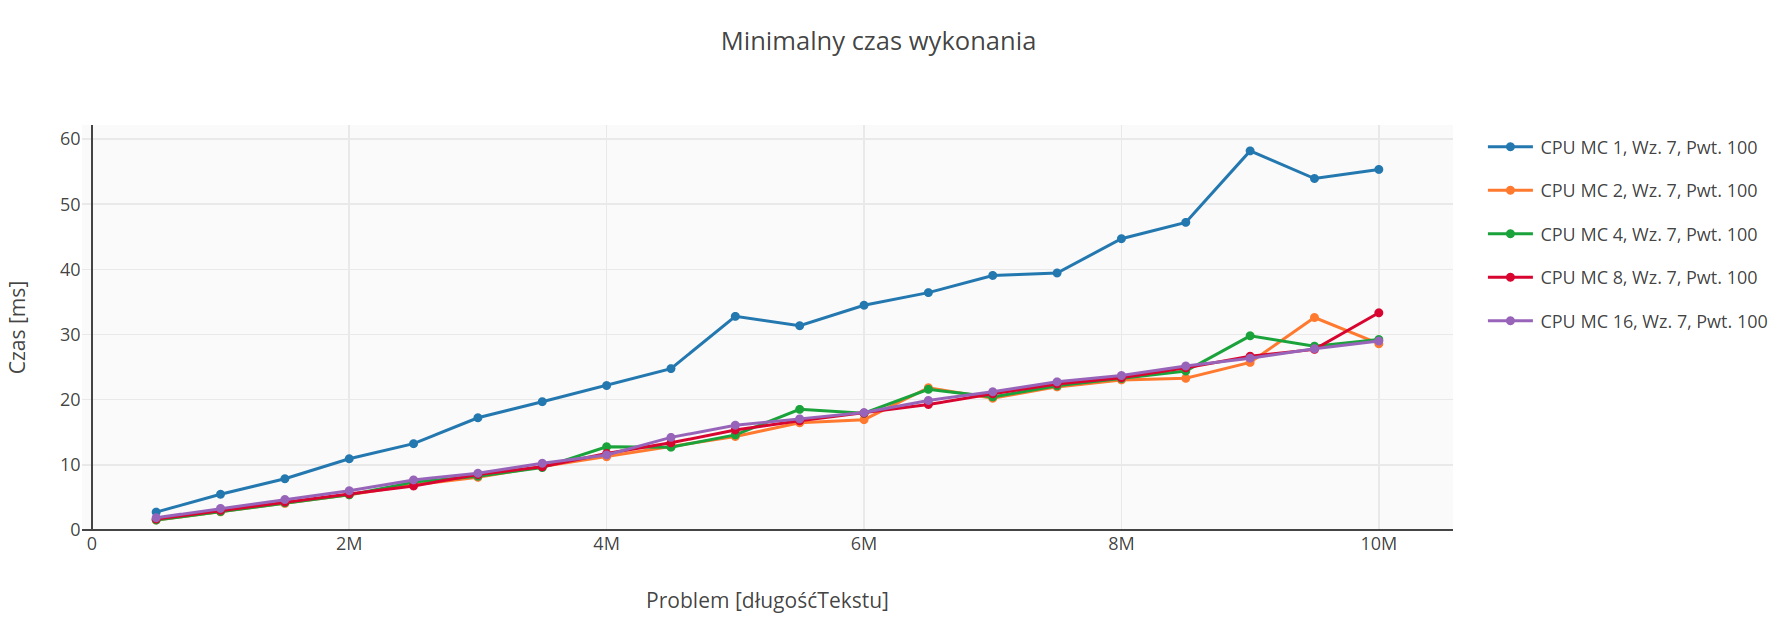 Minimalny czas wykonania
60
50
40
30
20
10
0
Czas [ms]
0 2M 4M 6M 8M 10M
Problem [długośćTekstu]
CPU MC 1, Wz. 7, Pwt. 100
CPU MC 2, Wz. 7, Pwt. 100
CPU MC 4, Wz. 7, Pwt. 100
CPU MC 8, Wz. 7, Pwt. 100
CPU MC 16, Wz. 7, Pwt. 100